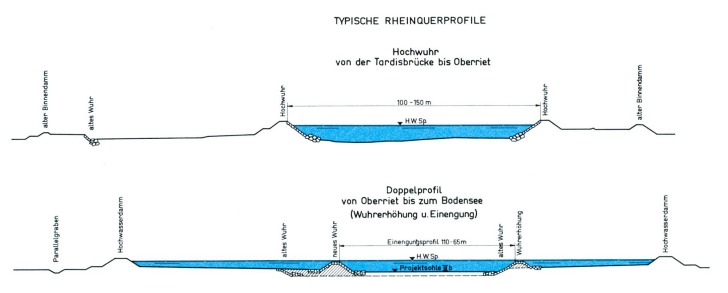 TYPISCHE RHEINQUERPROFILE
Hochwuhr
von der Tardisbrücke bis Oberriet
alter Binnendamm
altes Wuhr
Hochwuhr
100 - 150 m
H.W.Sp
Hochwuhr
alter Binnendamm
Doppelprofil
von Oberriet bis zum Bodensee
(Wuhrerhöhung u. Einengung)
Parallelgraben
Hochwasserdamm
altes Wuhr
neues Wuhr
Einengungsprofil 110-65m
H.W.Sp
Projektsohle III b
altes Wuhr
Wuhrerhöhung
Hochwasserdamm